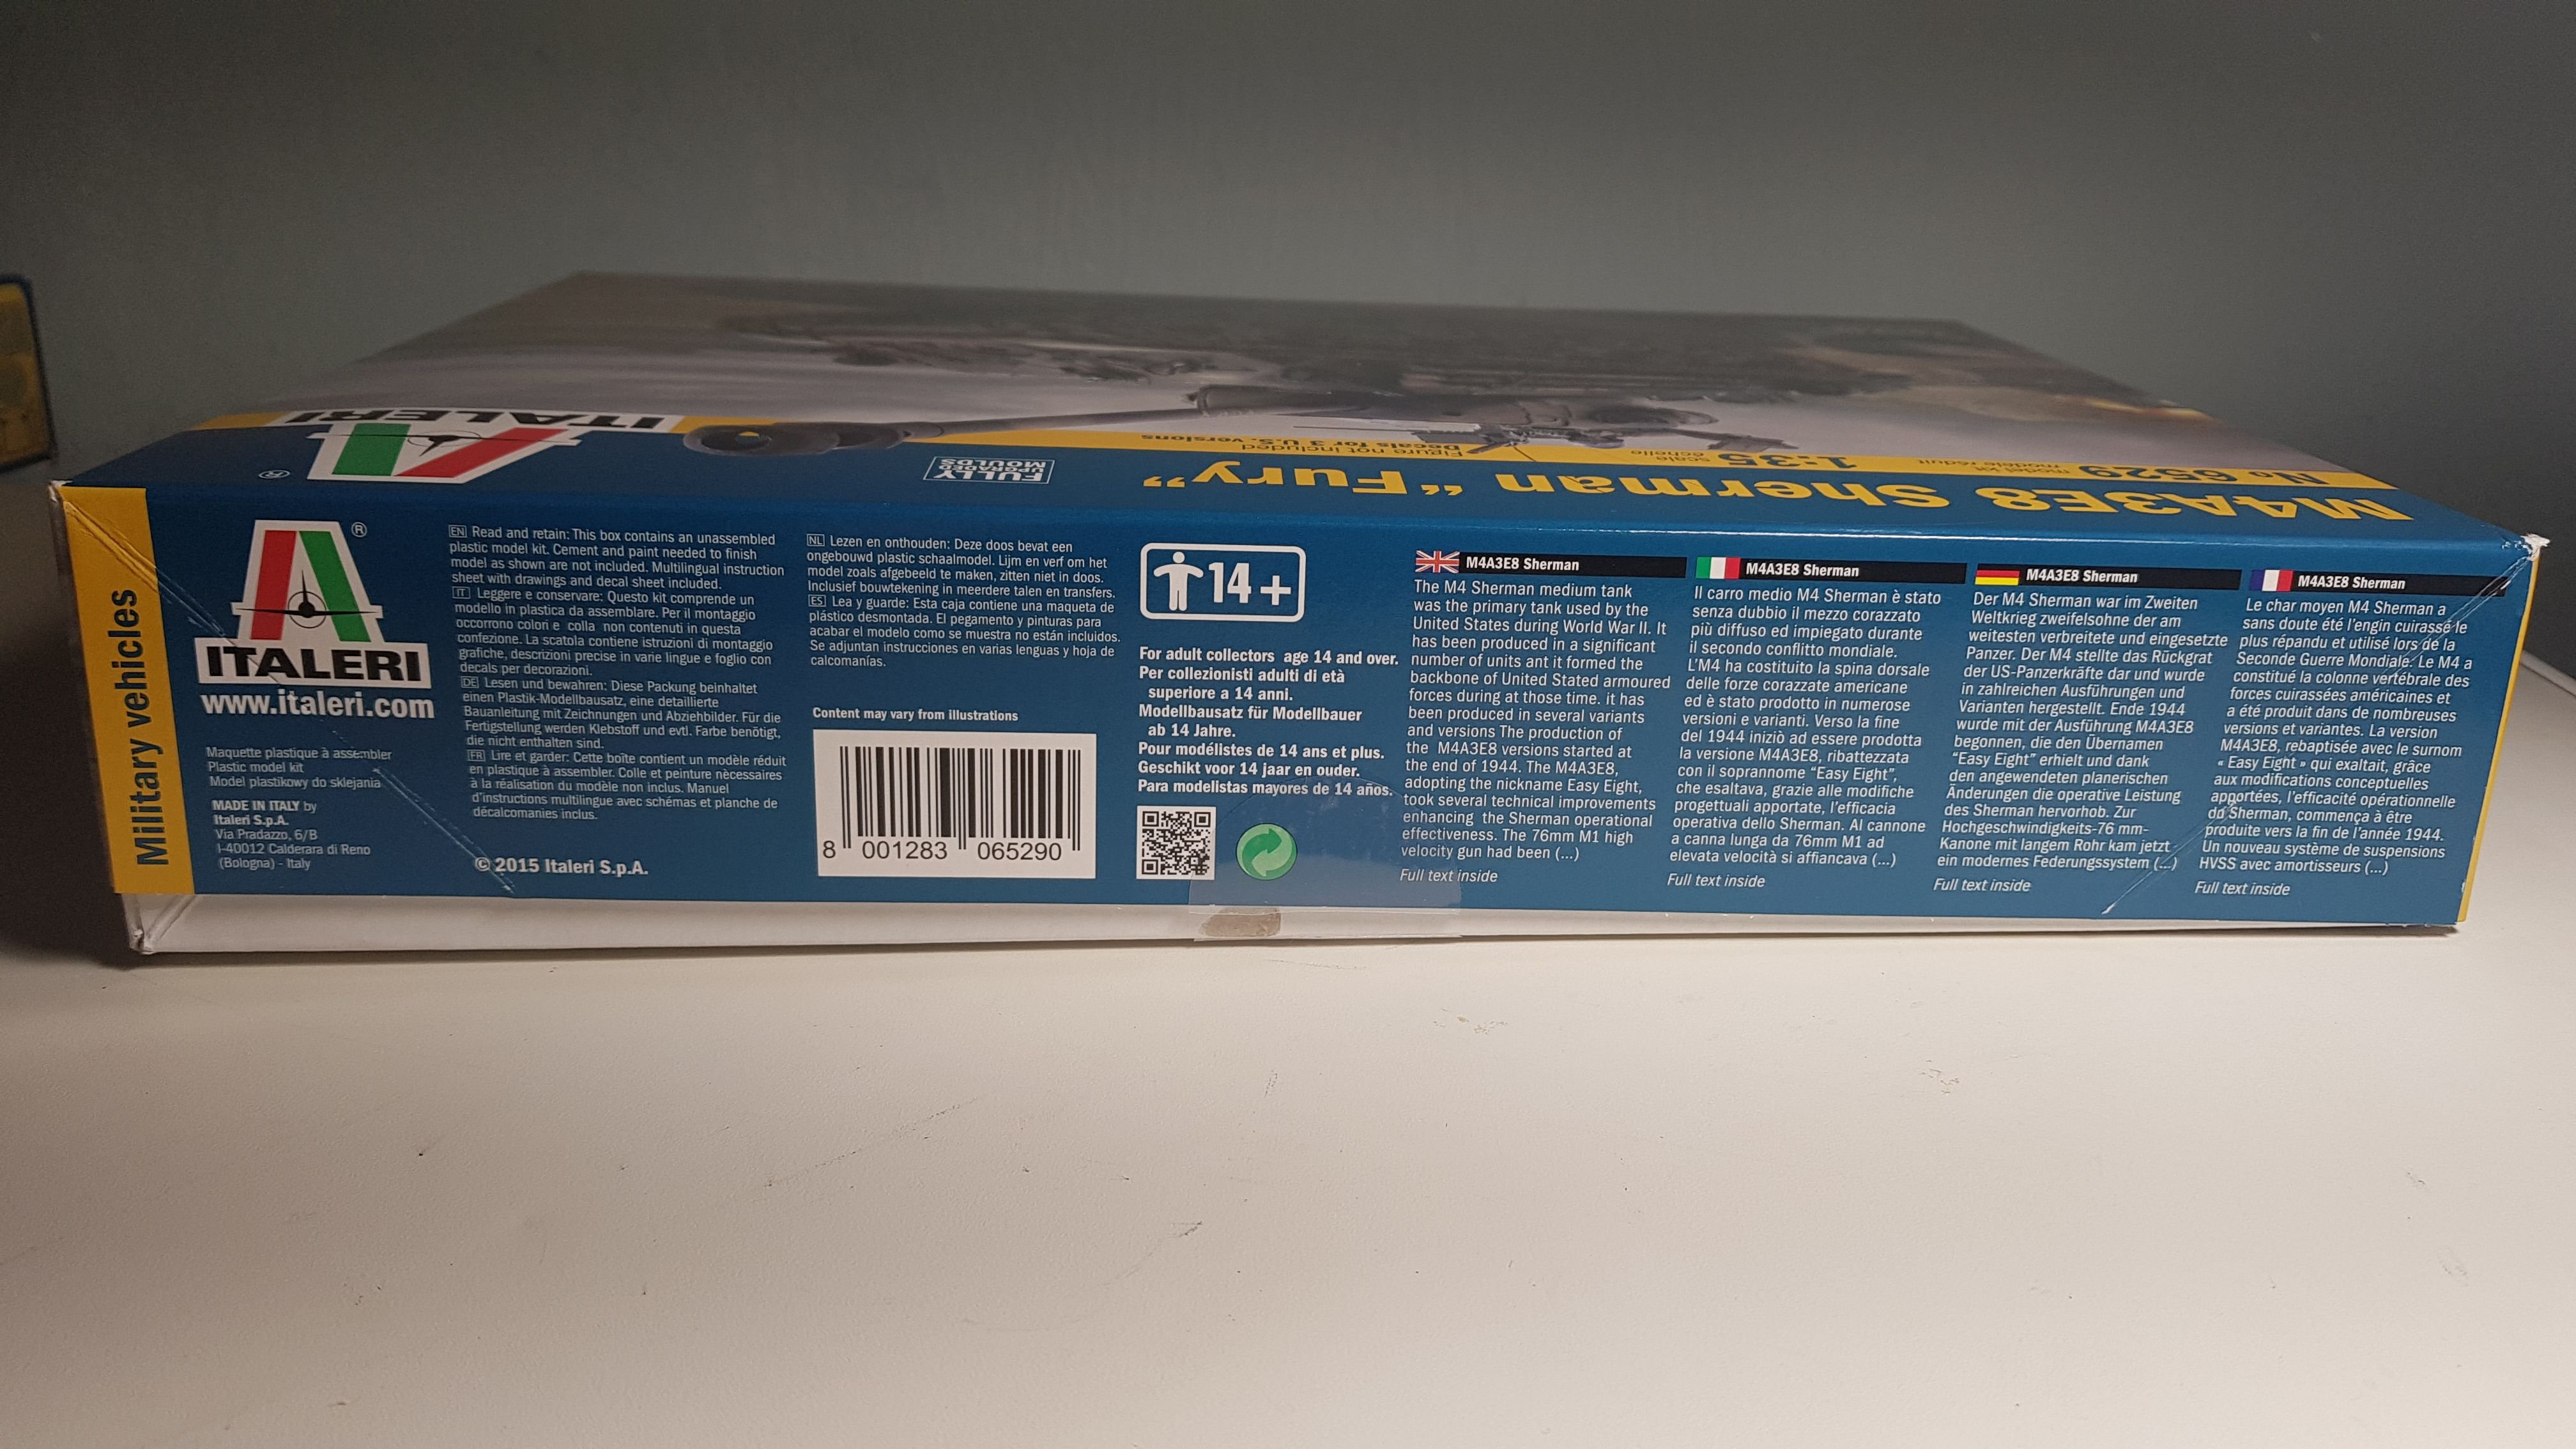 ITALERI
®
FULLY
UPGRADED
MOULDS
Figure not included
Decals for 3 U.S. versions
scale
échelle
1:35
model kit
modèle réduit
No 6529
M4A3E8 Sherman “Fury”
Military vehicles
®
ITALERI
www.italeri.com
Maquette plastique à assembler
Plastic model kit
Model plastikowy do sklejania
MADE IN ITALY by
Italeri S.p.A.
Via Pradazzo, 6/B
I-40012 Calderara di Reno
(Bologna) - Italy
EN Read and retain: This box contains an unassembled
plastic model kit. Cement and paint needed to finish
model as shown are not included. Multilingual instruction
sheet with drawings and decal sheet included.
IT Leggere e conservare: Questo kit comprende un
modello in plastica da assemblare. Per il montaggio
occorrono colori e colla non contenuti in questa
confezione. La scatola contiene istruzioni di montaggio
grafiche, descrizioni precise in varie lingue e foglio con
decals per decorazioni.
DE Lesen und bewahren: Diese Packung beinhaltet
einen Plastik-Modellbausatz, eine detaillierte
Bauanleitung mit Zeichnungen und Abziehbilder. Für die
Fertigstellung werden Klebstoff und evtl. Farbe benötigt,
die nicht enthalten sind.
FR Lire et garder: Cette boîte contient un modèle réduit
en plastique à assembler. Colle et peinture nècessaires
à la réalisation du modèle non inclus. Manuel
d'instructions multilingue avec schémas et planche de
décalcomanies inclus.
© 2015 Italeri S.p.A.
NL Lezen en onthouden: Deze doos bevat een
ongebouwd plastic schaalmodel. Lijm en verf om het
model zoals afgebeeld te maken, zitten niet in doos.
Inclusief bouwtekening in meerdere talen en transfers.
ES Lea y guarde: Esta caja contiene una maqueta de
plástico desmontada. El pegamento y pinturas para
acabar el modelo como se muestra no están incluidos.
Se adjuntan instrucciones en varias lenguas y hoja de
calcomanías.
Content may vary from illustrations
8 001283 065290
14+
For adult collectors age 14 and over.
Per collezionisti adulti di età
superiore a 14 anni.
Modellbausatz für Modellbauer
ab 14 Jahre.
Pour modélistes de 14 ans et plus.
Geschikt voor 14 jaar en ouder.
Para modelistas mayores de 14 años.
M4A3E8 Sherman
The M4 Sherman medium tank
was the primary tank used by the
United States during World War II. It
has been produced in a significant
number of units ant it formed the
backbone of United Stated armoured
forces during at those time. it has
been produced in several variants
and versions The production of
the M4A3E8 versions started at
the end of 1944. The M4A3E8,
adopting the nickname Easy Eight,
took several technical improvements
enhancing the Sherman operational
effectiveness. The 76mm M1 high
velocity gun had been (...)
Full text inside
M4A3E8 Sherman
Il carro medio M4 Sherman è stato
senza dubbio il mezzo corazzato
più diffuso ed impiegato durante
il secondo conflitto mondiale.
L'M4 ha costituito la spina dorsale
delle forze corazzate americane
ed è stato prodotto in numerose
versioni e varianti. Verso la fine
del 1944 iniziò ad essere prodotta
la versione M4A3E8, ribattezzata
con il soprannome “Easy Eight”,
che esaltava, grazie alle modifiche
progettuali apportate, l'efficacia
operativa dello Sherman. Al cannone
a canna lunga da 76mm M1 ad
elevata velocità si affiancava (...)
Full text inside
M4A3E8 Sherman
Der M4 Sherman war im Zweiten
Weltkrieg zweifelsohne der am
weitesten verbreitete und eingesetzte
Panzer. Der M4 stellte das Rückgrat
der US-Panzerkräfte dar und wurde
in zahlreichen Ausführungen und
Varianten hergestellt. Ende 1944
wurde mit der Ausführung M4A3E8
begonnen, die den Übernamen
“Easy Eight” erhielt und dank
den angewendeten planerischen
Änderungen die operative Leistung
des Sherman hervorhob. Zur
Hochgeschwindigkeits-76 mm-
Kanone mit langem Rohr kam jetzt
ein modernes Federungssystem (...)
Full text inside
M4A3E8 Sherman
Le char moyen M4 Sherman a
sans doute été l'engin cuirassé le
plus répandu et utilisé lors de la
Seconde Guerre Mondiale. Le M4 a
constitué la colonne vertébrale des
forces cuirassées américaines et
a été produit dans de nombreuses
versions et variantes. La version
M4A3E8, rebaptisée avec le surnom
« Easy Eight » qui exaltait, grâce
aux modifications conceptuelles
apportées, l'efficacité opérationnelle
du Sherman, commença à être
produite vers la fin de l'année 1944.
Un nouveau système de suspensions
HVSS avec amortisseurs (...)
Full text inside